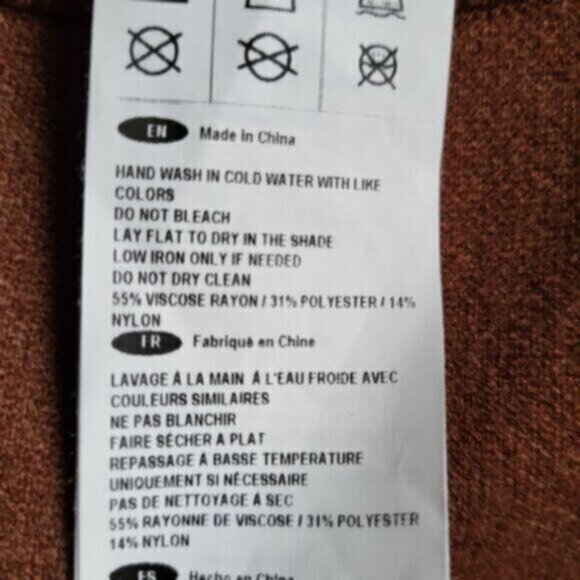 EN Made in China
HAND WASH IN COLD WATER WITH LIKE
COLORS
DO NOT BLEACH
LAY FLAT TO DRY IN THE SHADE
LOW IRON ONLY IF NEEDED
DO NOT DRY CLEAN
55% VISCOSE RAYON / 31% POLYESTER / 14%
NYLON
FR Fabriqué en Chine
LAVAGE À LA MAIN À L'EAU FROIDE AVEC
COULEURS SIMILAIRES
NE PAS BLANCHIR
FAIRE SÉCHER A PLAT
REPASSAGE À BASSE TEMPÉRATURE
UNIQUEMENT SI NÉCESSAIRE
PAS DE NETTOYAGE À SEC
55% RAYONNE DE VISCOSE / 31% POLYESTER
14% NYLON
ES Hecho en China